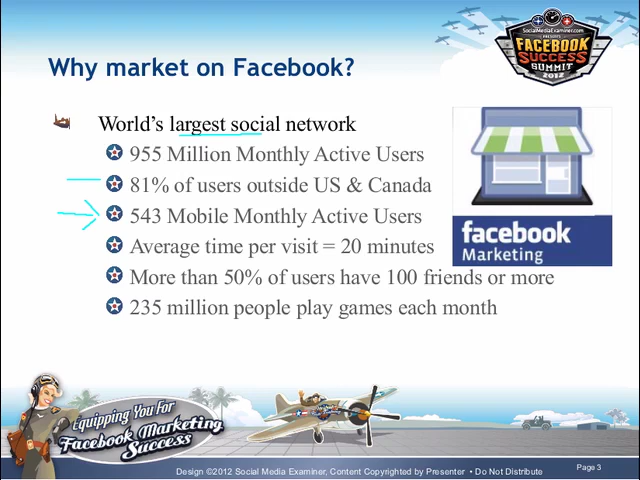 SocialMediaExaminer.com
PRESENTS
FACEBOOK
SUCCESS
SUMMIT
2012
Why market on Facebook?
World's largest social network
955 Million Monthly Active Users
81% of users outside US & Canada
543 Mobile Monthly Active Users
Average time per visit = 20 minutes
More than 50% of users have 100 friends or more
235 million people play games each month
facebook
Marketing
Equipping You For
Facebook Marketing
Success
Design ©2012 Social Media Examiner, Content Copyrighted by Presenter • Do Not Distribute
Page 3